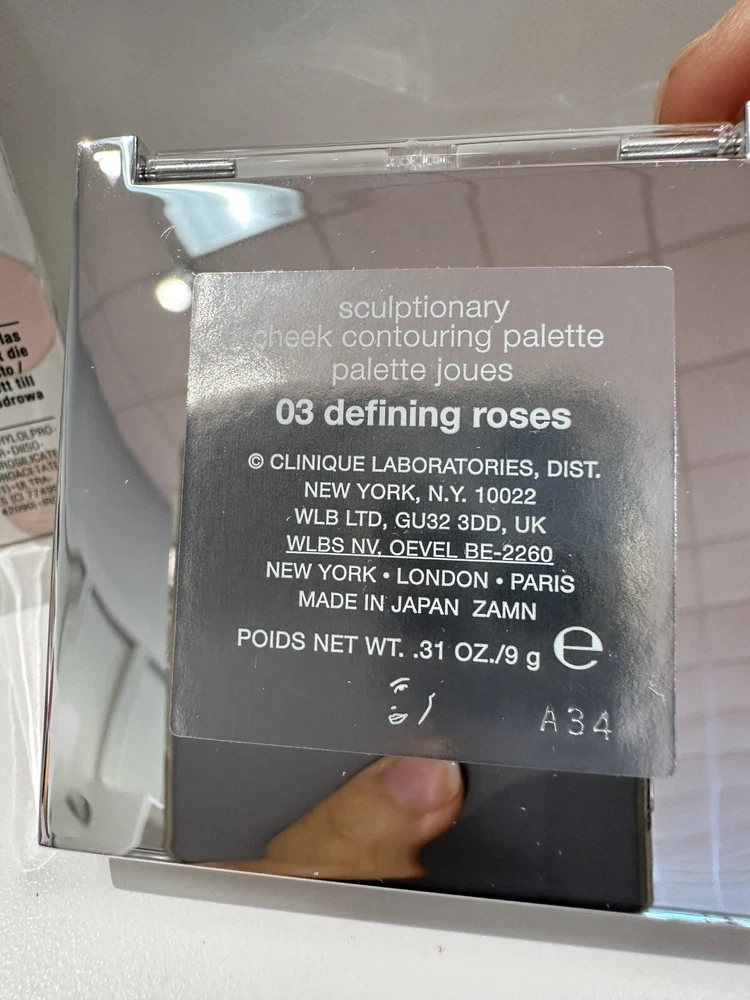 sculptionary
cheek contouring palette
palette joues
03 defining roses
© CLINIQUE LABORATORIES, DIST.
NEW YORK, N.Y. 10022
WLB LTD, GU32 3DD, UK
WLBS NV, OEVEL BE-2260
NEW YORK • LONDON • PARIS
MADE IN JAPAN ZAMN
POIDS NET WT. .31 OZ./9 g e
A34
die
till